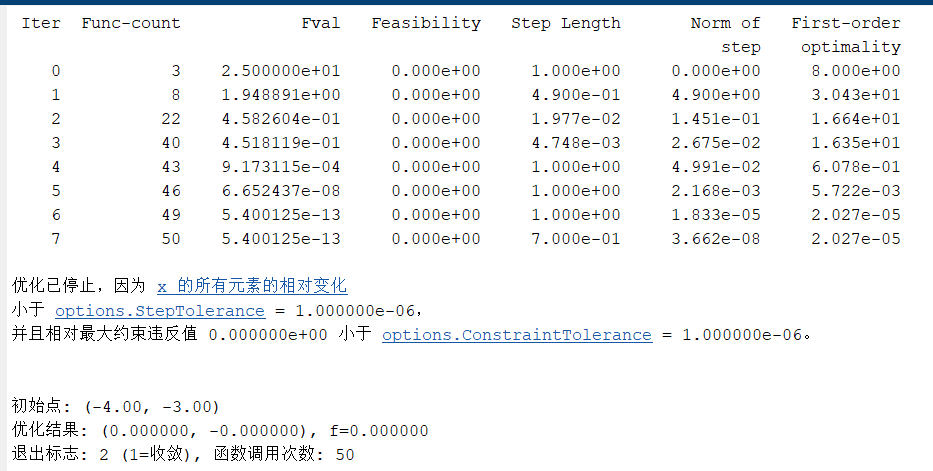 Iter Func-count Fval Feasibility Step Length Norm of First-order
step optimality
0 3 2.500000e+01 0.000e+00 1.000e+00 0.000e+00 8.000e+00
1 8 1.948891e+00 0.000e+00 4.900e-01 4.900e+00 3.043e+01
2 22 4.582604e-01 0.000e+00 1.977e-02 1.451e-01 1.664e+01
3 40 4.518119e-01 0.000e+00 4.748e-03 2.675e-02 1.635e+01
4 43 9.173115e-04 0.000e+00 1.000e+00 4.991e-02 6.078e-01
5 46 6.652437e-08 0.000e+00 1.000e+00 2.168e-03 5.722e-03
6 49 5.400125e-13 0.000e+00 1.000e+00 1.833e-05 2.027e-05
7 50 5.400125e-13 0.000e+00 7.000e-01 3.662e-08 2.027e-05
优化已停止，因为 x 的所有元素的相对变化
小于 options.StepTolerance = 1.000000e-06，
并且相对最大约束违反值 0.000000e+00 小于 options.ConstraintTolerance = 1.000000e-06。
初始点: (-4.00, -3.00)
优化结果: (0.000000, -0.000000), f=0.000000
退出标志: 2 (1=收敛), 函数调用次数: 50